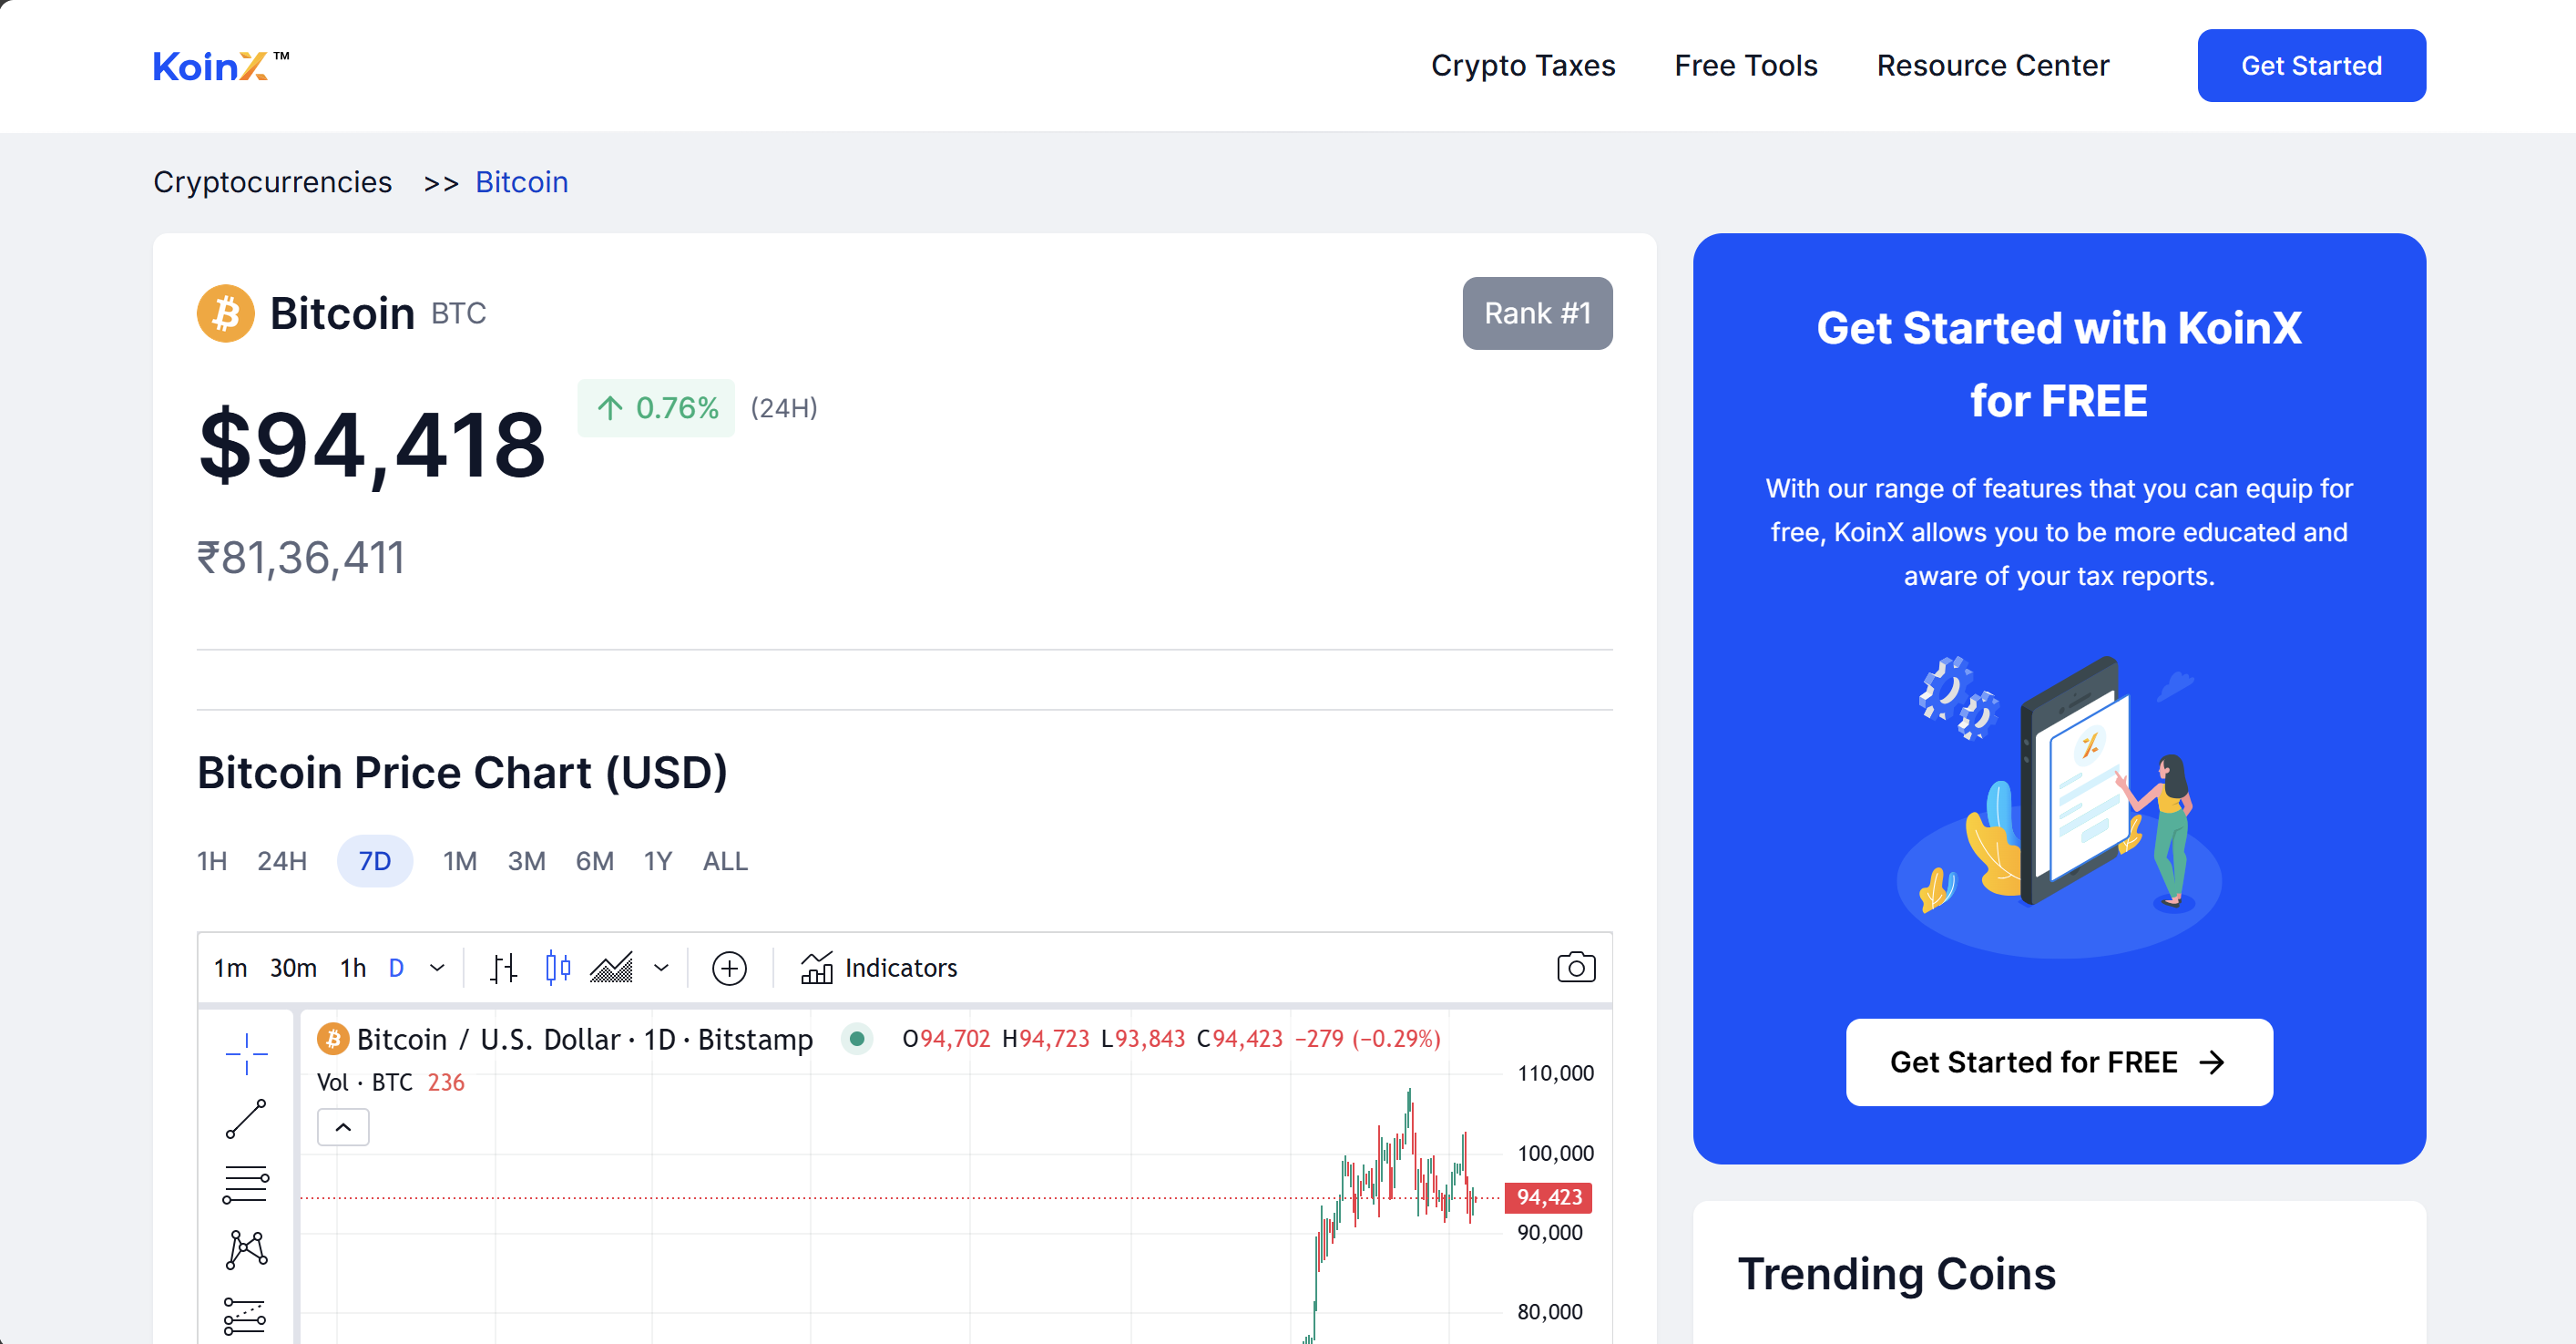 KoinX™
Crypto Taxes Free Tools Resource Center Get Started
Cryptocurrencies >> Bitcoin
Bitcoin BTC
Rank #1
$94,418
0.76% (24H)
₹81,36,411
Bitcoin Price Chart (USD)
1H 24H 7D 1M 3M 6M 1Y ALL
1m 30m 1h D Indicators
Bitcoin / U.S. Dollar · 1D · Bitstamp O94,702 H94,723 L93,843 C94,423 −279 (−0.29%)
Vol · BTC 236
110,000
100,000
94,423
90,000
80,000
Get Started with KoinX
for FREE
With our range of features that you can equip for
free, KoinX allows you to be more educated and
aware of your tax reports.
Get Started for FREE →
Trending Coins